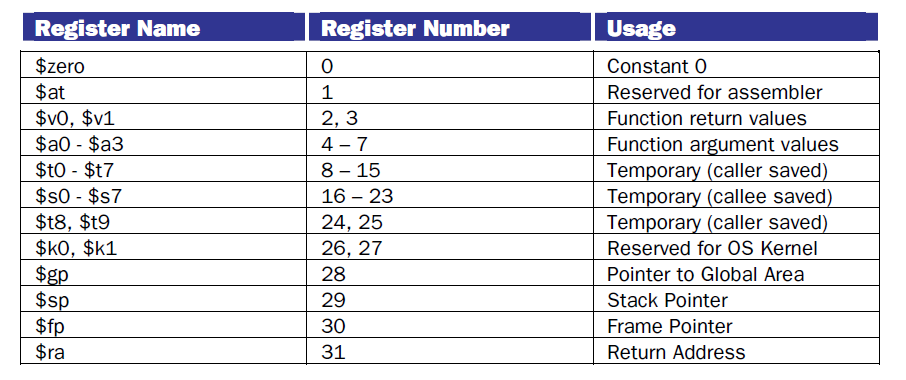 Register Name Register Number Usage
$zero 0 Constant 0
$at 1 Reserved for assembler
$v0, $v1 2, 3 Function return values
$a0 - $a3 4 – 7 Function argument values
$t0 - $t7 8 – 15 Temporary (caller saved)
$s0 - $s7 16 – 23 Temporary (callee saved)
$t8, $t9 24, 25 Temporary (caller saved)
$k0, $k1 26, 27 Reserved for OS Kernel
$gp 28 Pointer to Global Area
$sp 29 Stack Pointer
$fp 30 Frame Pointer
$ra 31 Return Address